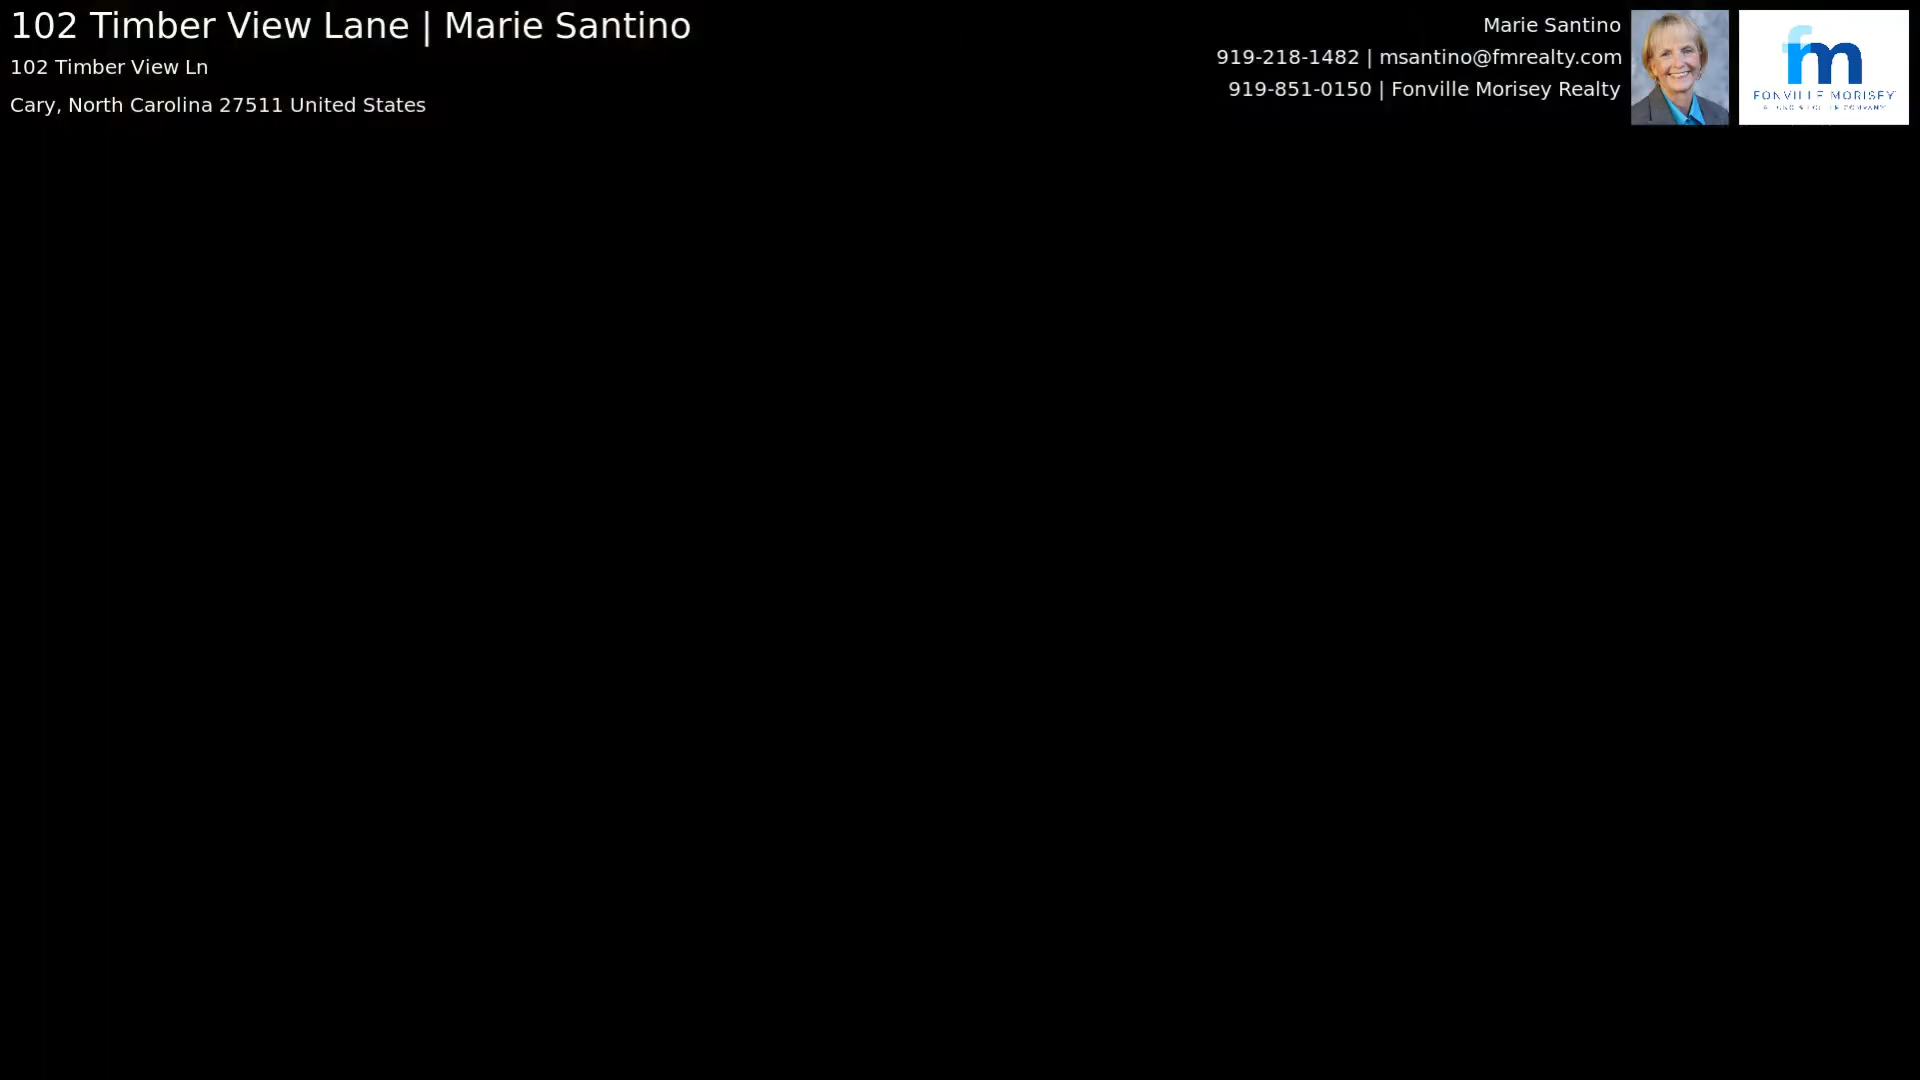 102 Timber View Lane | Marie Santino
102 Timber View Ln
Cary, North Carolina 27511 United States
Marie Santino
919-218-1482 | msantino@fmrealty.com
919-851-0150 | Fonville Morisey Realty
fm
FONVILLE MORISEY